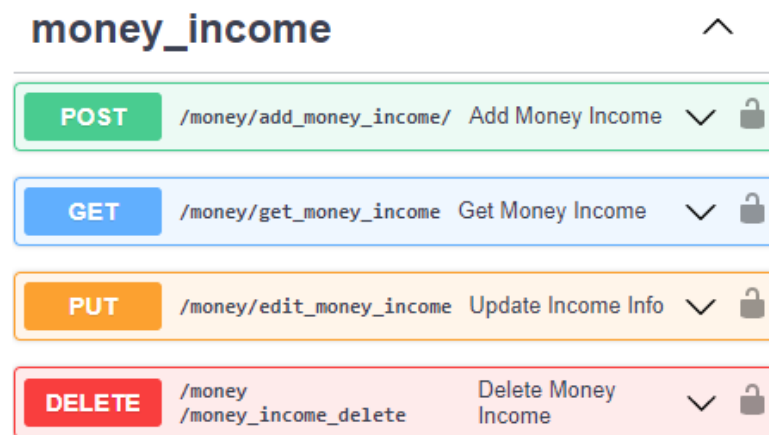 money_income
POST /money/add_money_income/ Add Money Income
GET /money/get_money_income Get Money Income
PUT /money/edit_money_income Update Income Info
DELETE /money
/money_income_delete Delete Money
Income